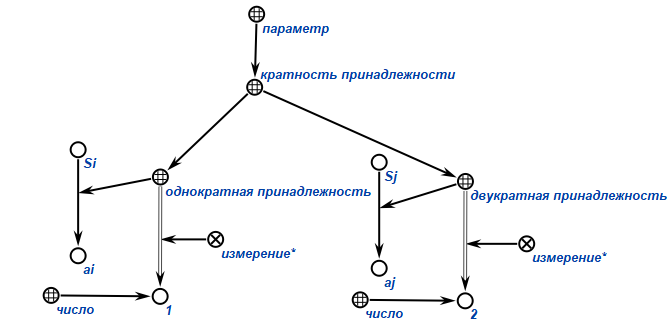 параметр
кратность принадлежности
Si
Sj
однократная принадлежность
двукратная принадлежность
измерение*
измерение*
ai
aj
число
1
число
2